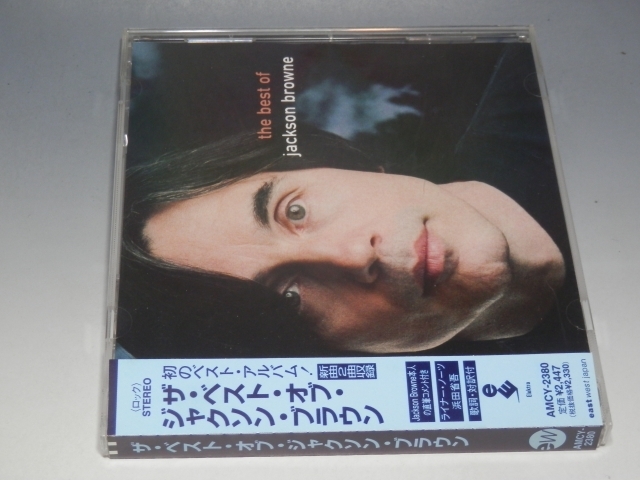 the best of
jackson browne
〈ロック〉
STEREO
初のベスト・アルバム!
新曲2曲収録
ジ・ザ・ベスト・オブ・
ジャクソン・ブラウン
Jackson Browne本人
の直筆コメント付き
ライナー・ノーツ
浜田省吾
歌詞・対訳付
e
Elektra
AMCY-2380
定価¥2,447
(税抜価格¥2,330)
eastwest japan
ザ・ベスト・オブ・ジャクソン・ブラウン
ew
AMCY-
2380